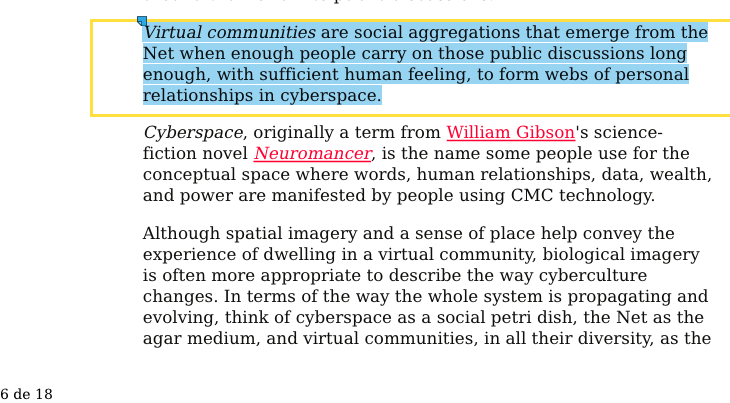 Virtual communities are social aggregations that emerge from the
Net when enough people carry on those public discussions long
enough, with sufficient human feeling, to form webs of personal
relationships in cyberspace.
Cyberspace, originally a term from William Gibson's science-
fiction novel Neuromancer, is the name some people use for the
conceptual space where words, human relationships, data, wealth,
and power are manifested by people using CMC technology.
Although spatial imagery and a sense of place help convey the
experience of dwelling in a virtual community, biological imagery
is often more appropriate to describe the way cyberculture
changes. In terms of the way the whole system is propagating and
evolving, think of cyberspace as a social petri dish, the Net as the
agar medium, and virtual communities, in all their diversity, as the
6 de 18